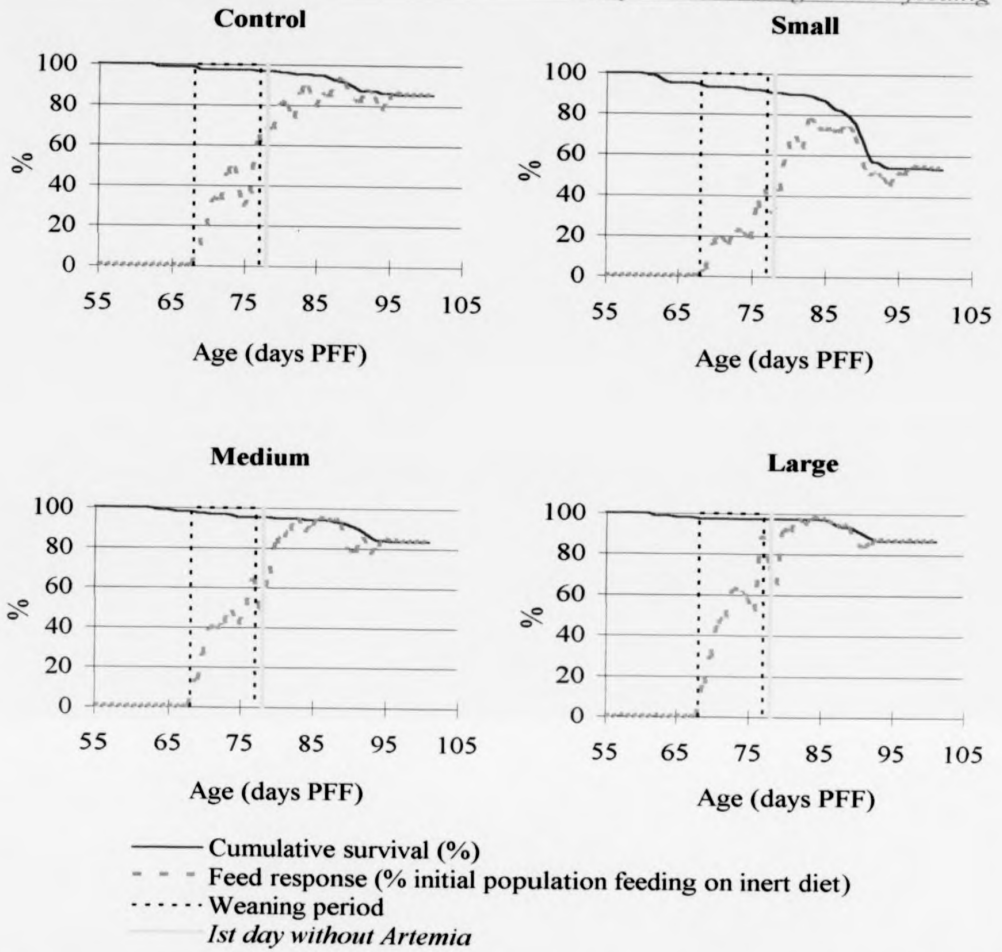 Control
100
80
60
40
20
0
%
55 65 75 85 95 105
Age (days PFF)
Small
100
80
60
40
20
0
%
55 65 75 85 95 105
Age (days PFF)
Medium
100
80
60
40
20
0
%
55 65 75 85 95 105
Age (days PFF)
Large
100
80
60
40
20
0
%
55 65 75 85 95 105
Age (days PFF)
Cumulative survival (%)
Feed response (% initial population feeding on inert diet)
Weaning period
1st day without Artemia